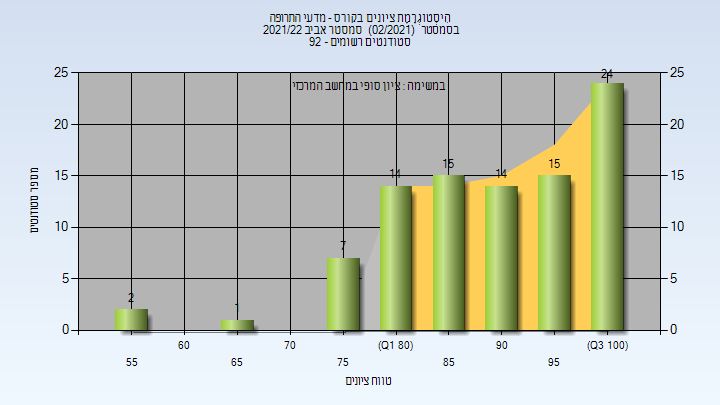 היסטוגרמת ציונים בקורס - מדעי התרופה
בסמסטר (02/2021) סמסטר אביב 2021/22
סטודנטים רשומים - 92
במשימה : ציון סופי במחשב המרכזי
מספר סטודנטים
25 25
20 20
15 15
10 10
5 5
0 0
2 1 7 14 15 14 15 24
60 70 (Q1 80) 90 (Q3 100)
55 65 75 85 95
טווח ציונים